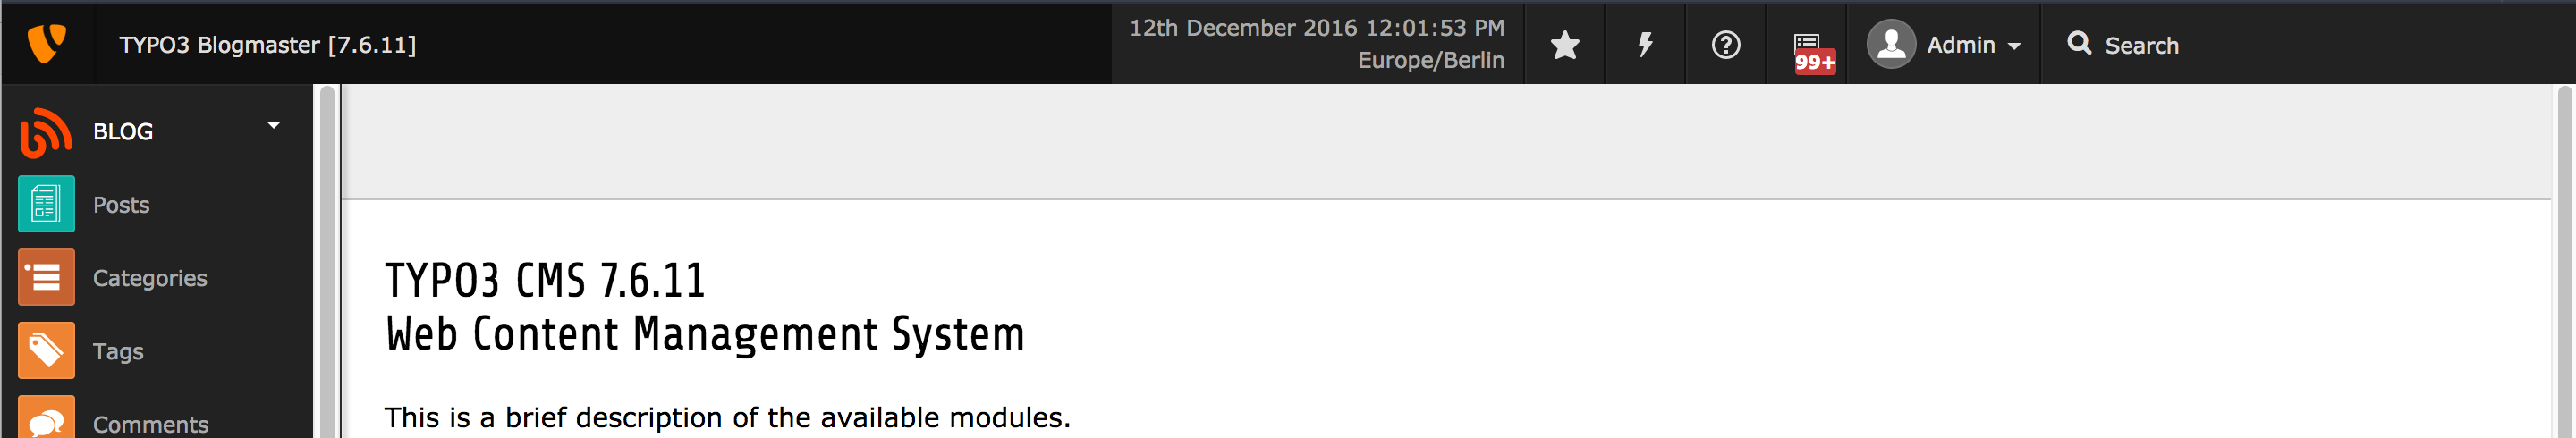 TYPO3 Blogmaster [7.6.11]
12th December 2016 12:01:53 PM
Europe/Berlin
99+
Admin
Search
BLOG
Posts
Categories
Tags
Comments
TYPO3 CMS 7.6.11
Web Content Management System
This is a brief description of the available modules.